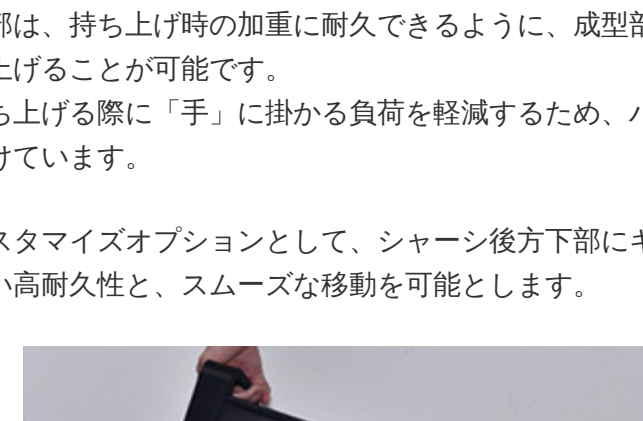 部は、持ち上げ時の加重に耐久できるように、成型部
上げることが可能です。
ち上げる際に「手」に掛かる負荷を軽減するため、ハ
けています。
スタマイズオプションとして、シャーシ後方下部にキ
い高耐久性と、スムーズな移動を可能とします。